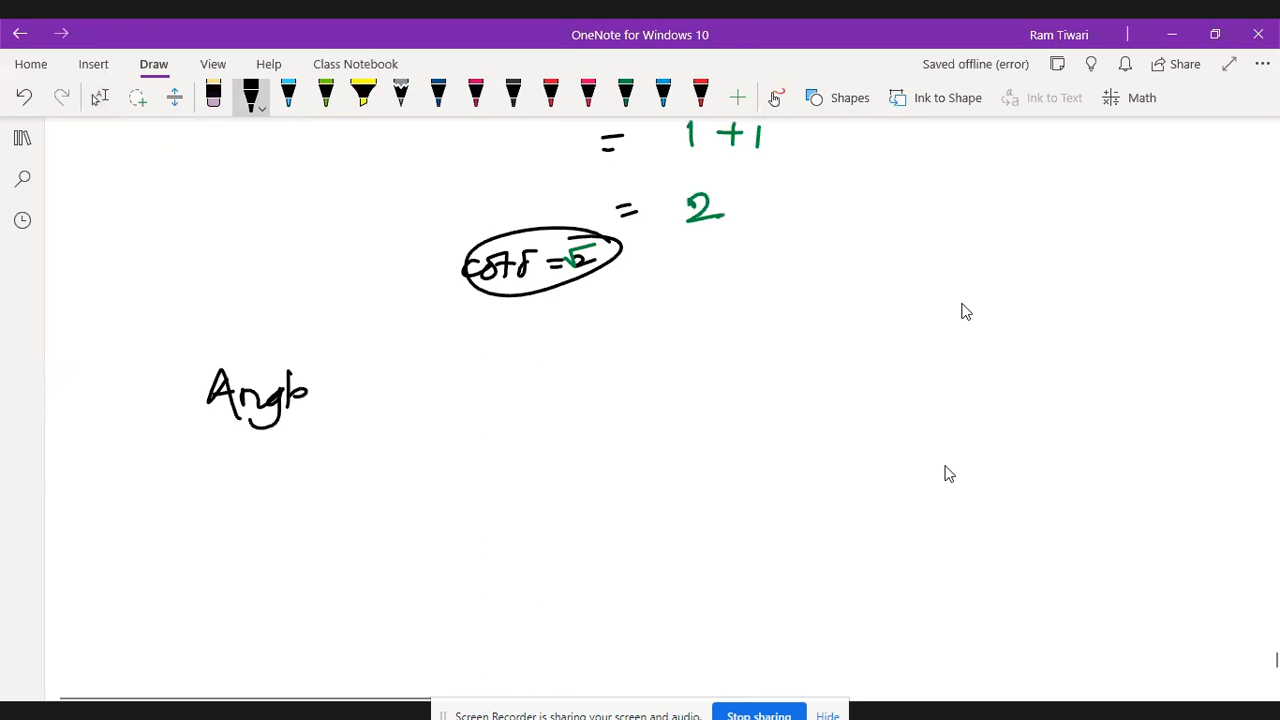 OneNote for Windows 10
Ram Tiwari
Home Insert Draw View Help Class Notebook
Saved offline (error)
Share
Shapes
Ink to Shape
Ink to Text
Math
= 1 + 1
= 2
cotδ = √2
Angle
Screen Recorder is sharing your screen and audio.
Stop sharing
Hide